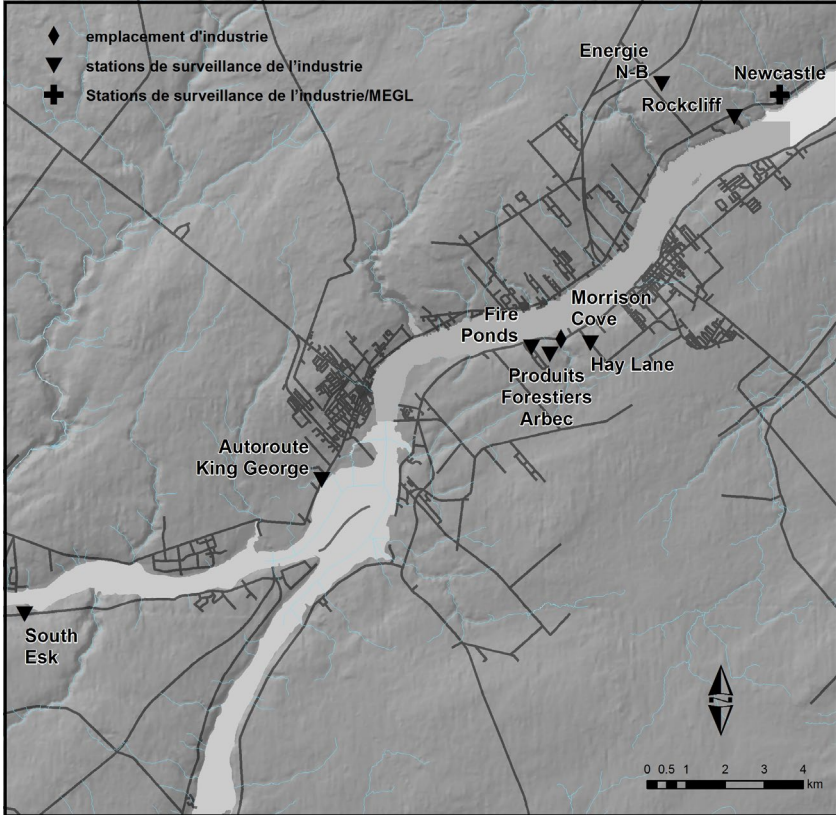 emplacement d'industrie
stations de surveillance de l'industrie
Stations de surveillance de l'industrie/MEGL
Energie
N-B
Newcastle
Rockcliff
Morrison
Cove
Fire
Ponds
Hay Lane
Produits
Forestiers
Arbec
Autoroute
King George
South
Esk
N
0 0.5 1 2 3 4
km